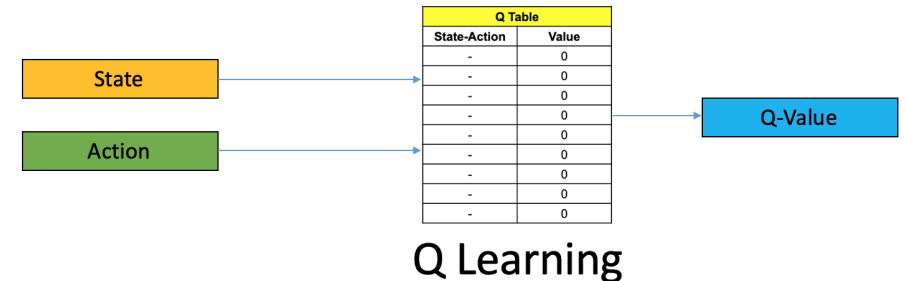 Q Table
State-Action Value
- 0
- 0
State
- 0
- 0
Q-Value
- 0
Action
- 0
- 0
- 0
- 0
Q Learning